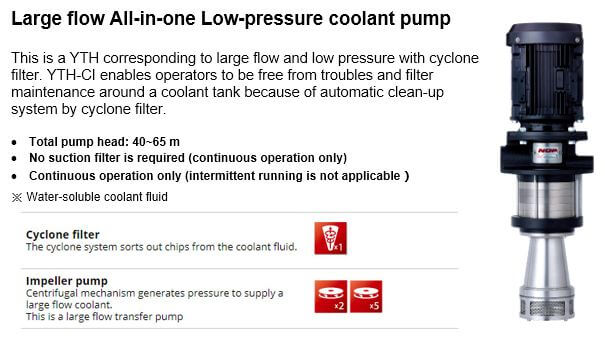 Large flow All-in-one Low-pressure coolant pump
This is a YTH corresponding to large flow and low pressure with cyclone
filter. YTH-CI enables operators to be free from troubles and filter
maintenance around a coolant tank because of automatic clean-up
system by cyclone filter.
● Total pump head: 40~65 m
● No suction filter is required (continuous operation only)
● Continuous operation only (intermittent running is not applicable )
※ Water-soluble coolant fluid
Cyclone filter
The cyclone system sorts out chips from the coolant fluid.
×1
Impeller pump
Centrifugal mechanism generates pressure to supply a
large flow coolant.
This is a large flow transfer pump
×2 ×5
NOP